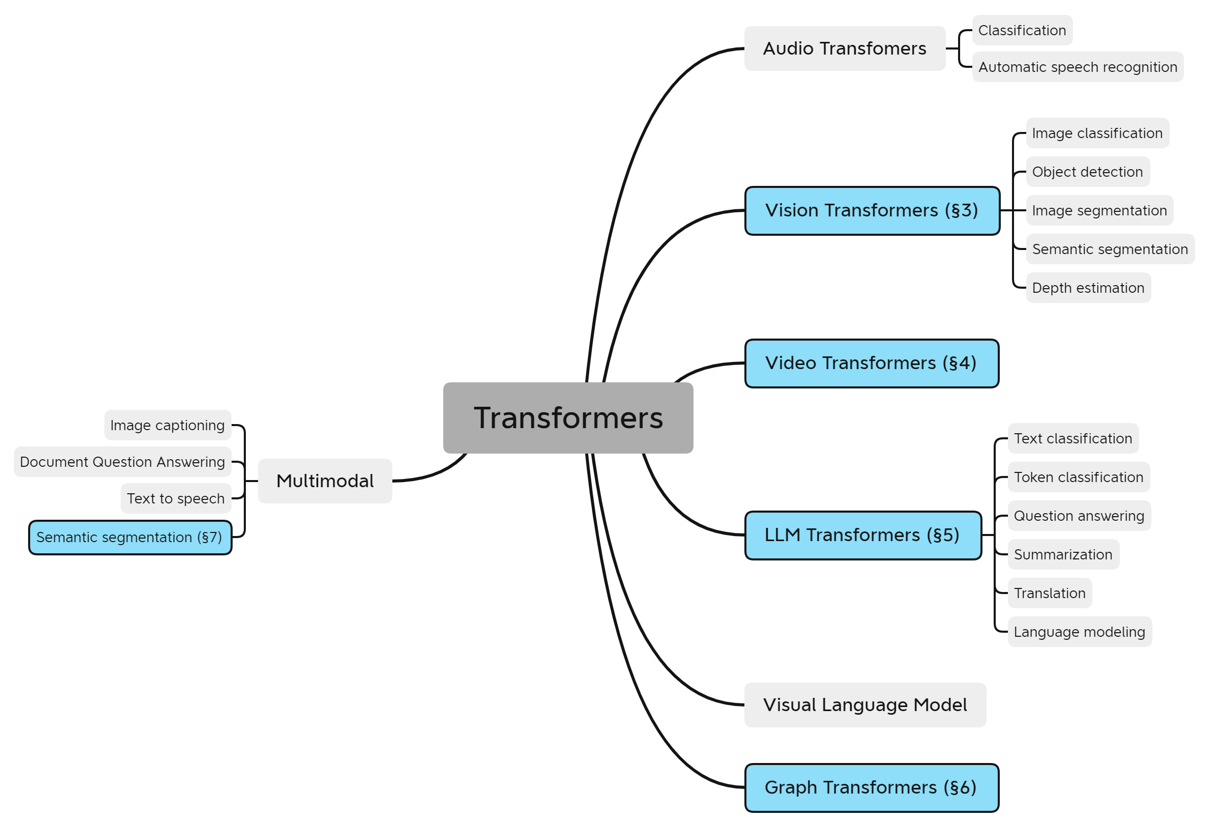 Transformers
Audio Transfomers
Classification
Automatic speech recognition
Vision Transformers (§3)
Image classification
Object detection
Image segmentation
Semantic segmentation
Depth estimation
Video Transformers (§4)
LLM Transformers (§5)
Text classification
Token classification
Question answering
Summarization
Translation
Language modeling
Visual Language Model
Graph Transformers (§6)
Multimodal
Image captioning
Document Question Answering
Text to speech
Semantic segmentation (§7)